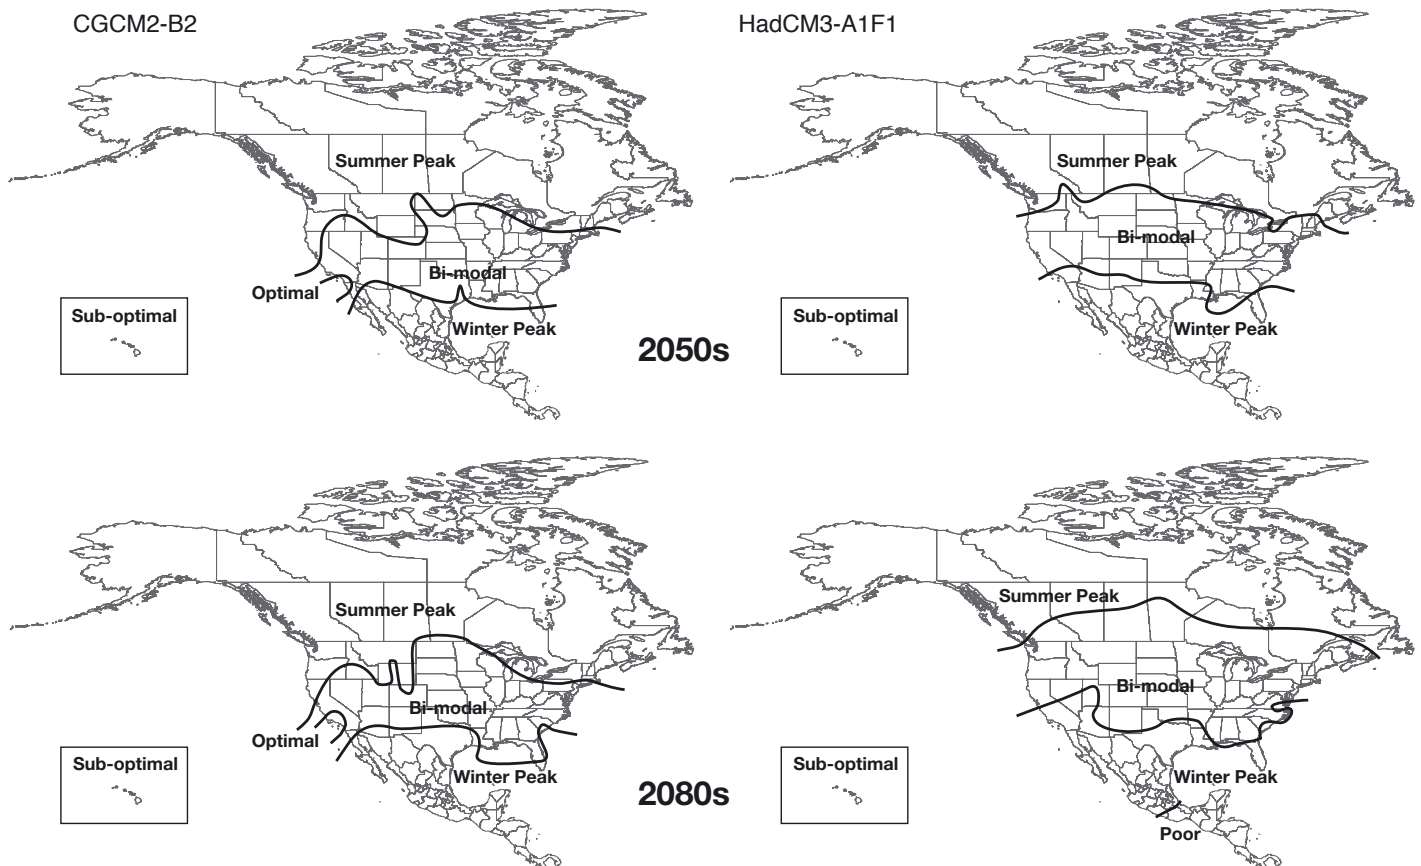 CGCM2-B2
HadCM3-A1F1
Summer Peak
Summer Peak
Bi-modal
Bi-modal
Optimal
Sub-optimal
Sub-optimal
Winter Peak
Winter Peak
2050s
Summer Peak
Summer Peak
Bi-modal
Bi-modal
Optimal
Sub-optimal
Sub-optimal
Winter Peak
Winter Peak
2080s
Poor